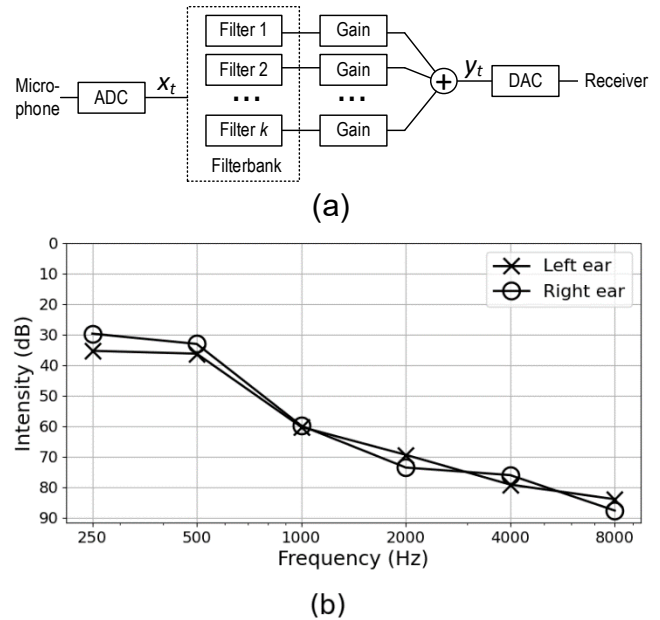 Filter 1
Gain
Filter 2
Gain
Micro-
phone
ADC
xt
...
...
+
yt
DAC
Receiver
Filter k
Gain
Filterbank
(a)
0
10
20
30
40
50
60
70
80
90
Intensity (dB)
Left ear
Right ear
250
500
1000
2000
4000
8000
Frequency (Hz)
(b)